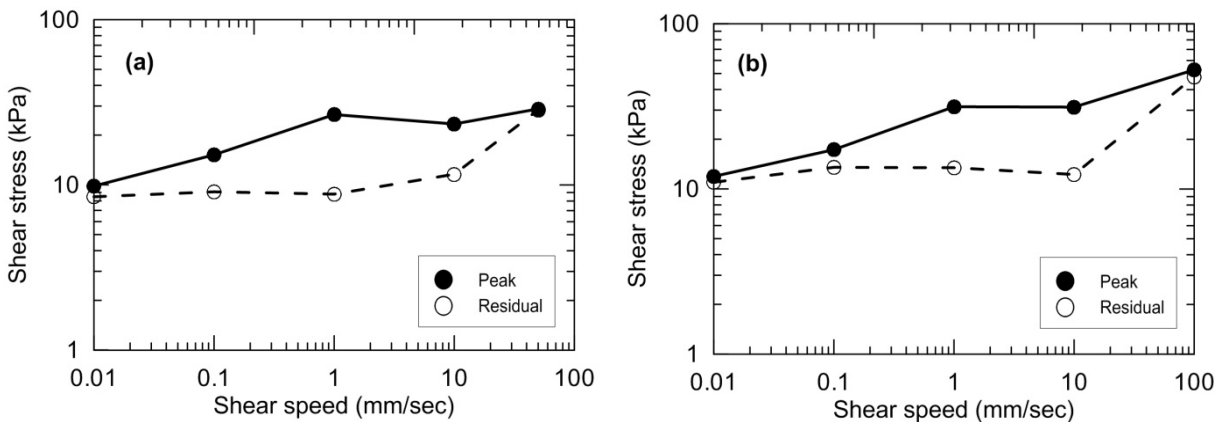 (a)
Shear stress (kPa)
100
10
1
Peak
Residual
0.01 0.1 1 10 100
Shear speed (mm/sec)
(b)
Shear stress (kPa)
100
10
1
Peak
Residual
0.01 0.1 1 10 100
Shear speed (mm/sec)